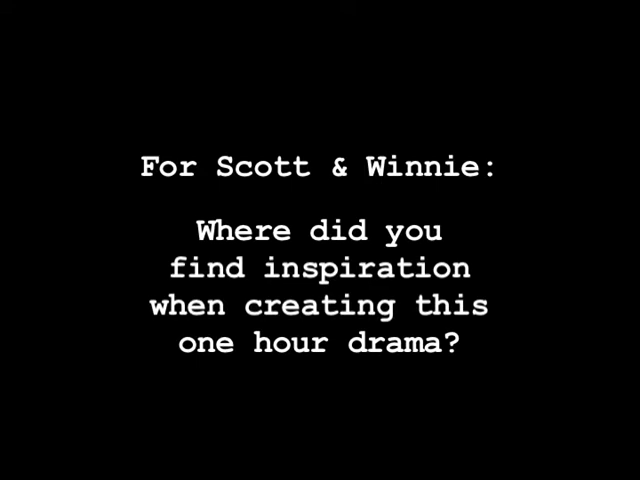 For Scott & Winnie:
Where did you
find inspiration
when creating this
one hour drama?